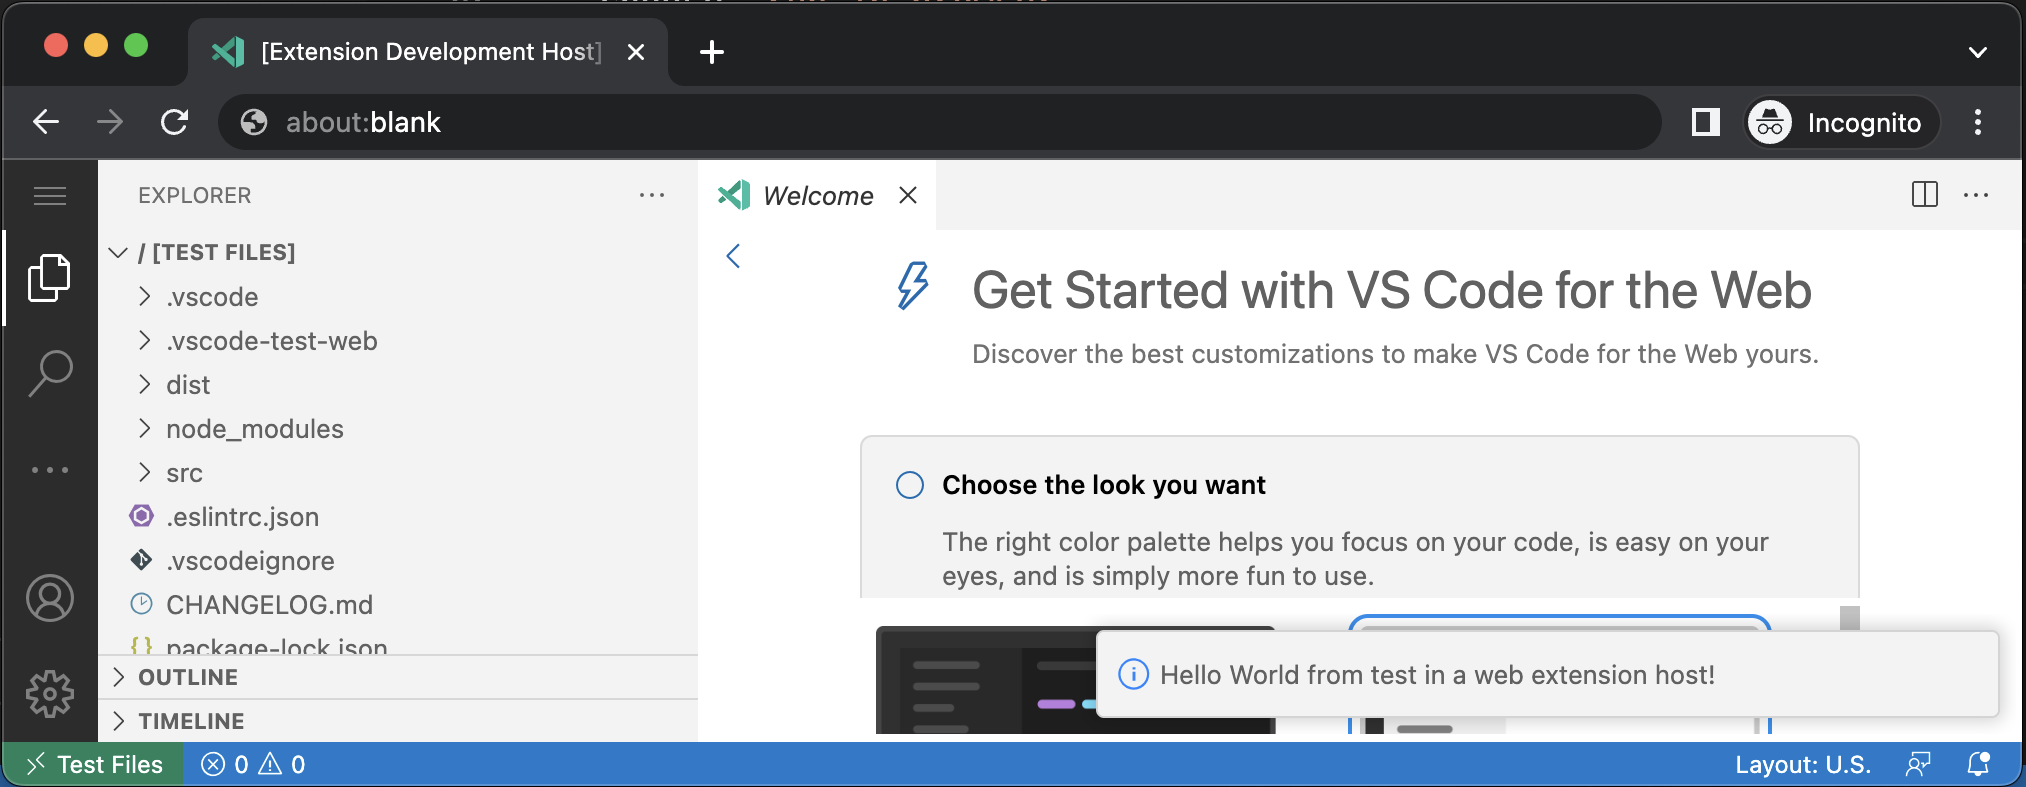 [Extension Development Host]
about:blank
Incognito
EXPLORER
/ [TEST FILES]
.vscode
.vscode-test-web
dist
node_modules
src
.eslintrc.json
.vscodeignore
CHANGELOG.md
package-lock.json
OUTLINE
TIMELINE
Welcome
Get Started with VS Code for the Web
Discover the best customizations to make VS Code for the Web yours.
Choose the look you want
The right color palette helps you focus on your code, is easy on your
eyes, and is simply more fun to use.
Hello World from test in a web extension host!
Test Files
0
0
Layout: U.S.